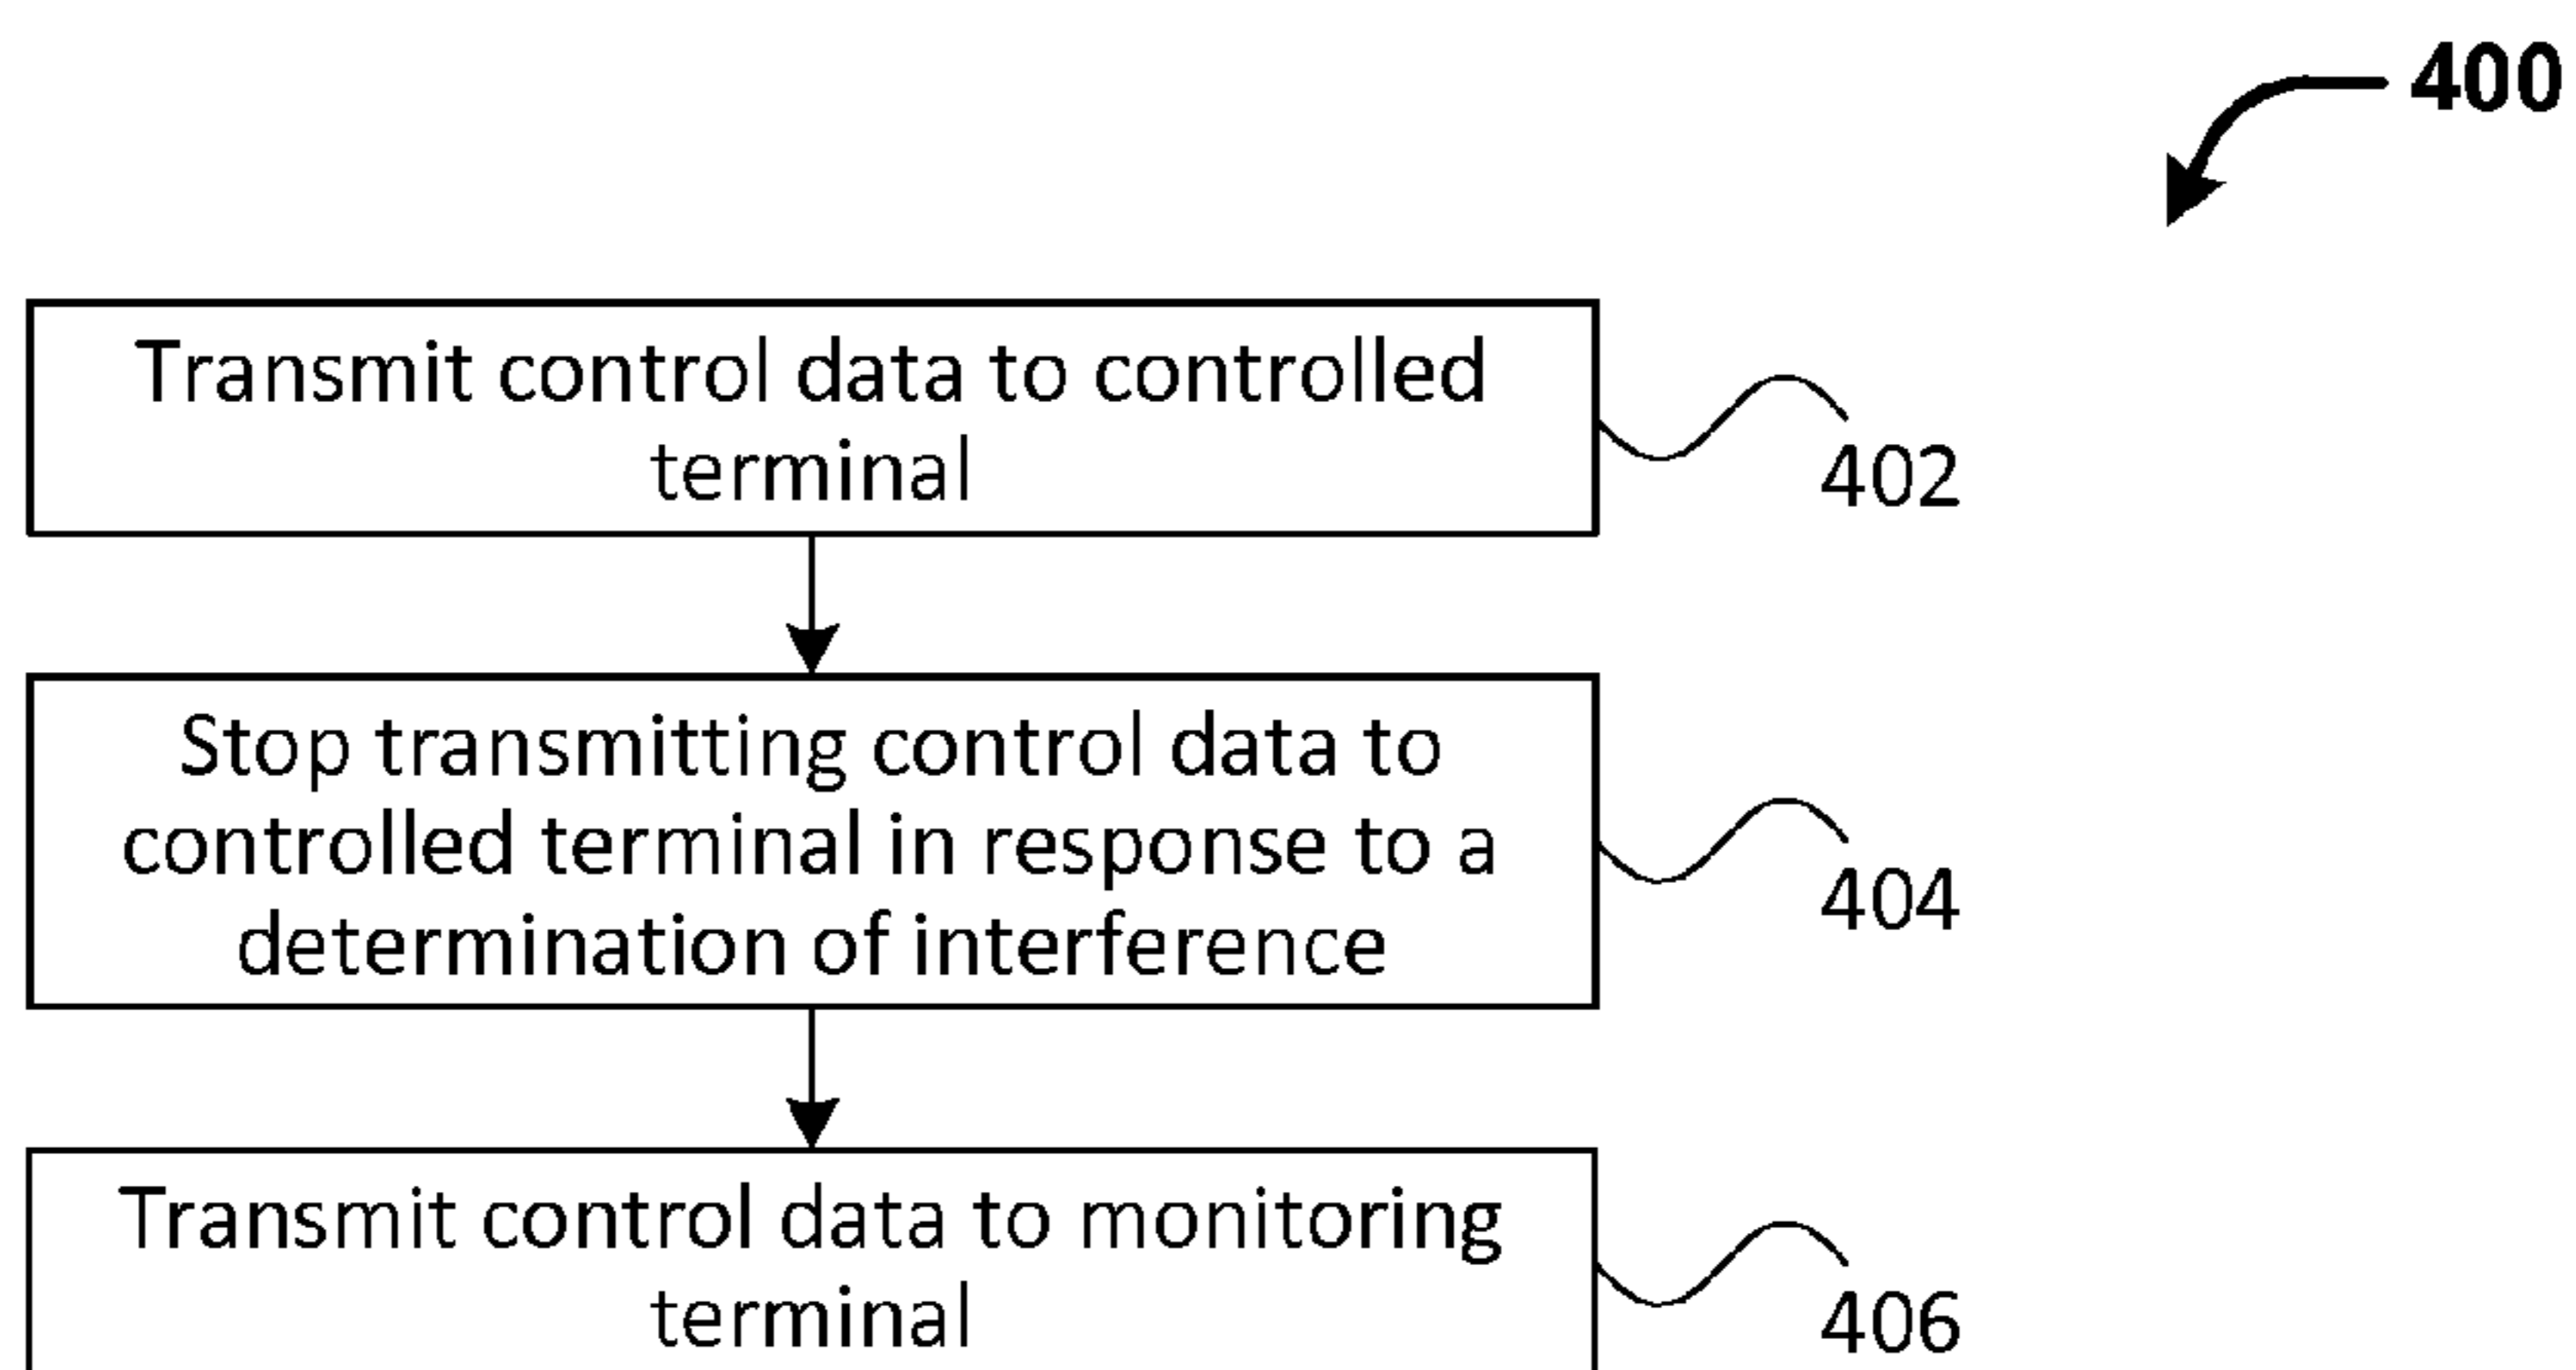 400
Transmit control data to controlled
terminal
402
Stop transmitting control data to
controlled terminal in response to a
determination of interference
404
Transmit control data to monitoring
terminal
406